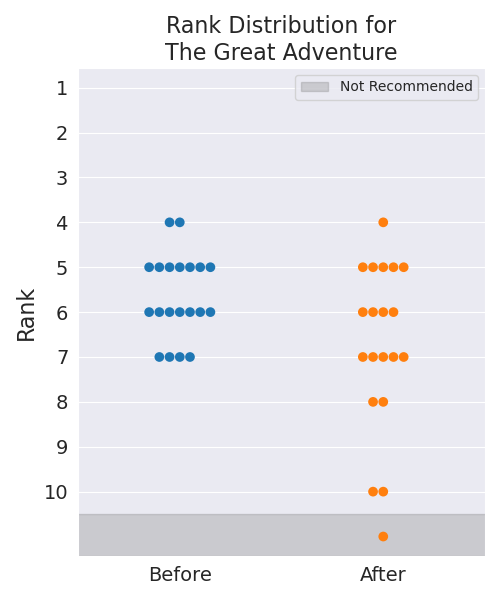 Rank Distribution for
The Great Adventure
Not Recommended
1
2
3
4
5
6
7
8
9
10
Rank
Before
After